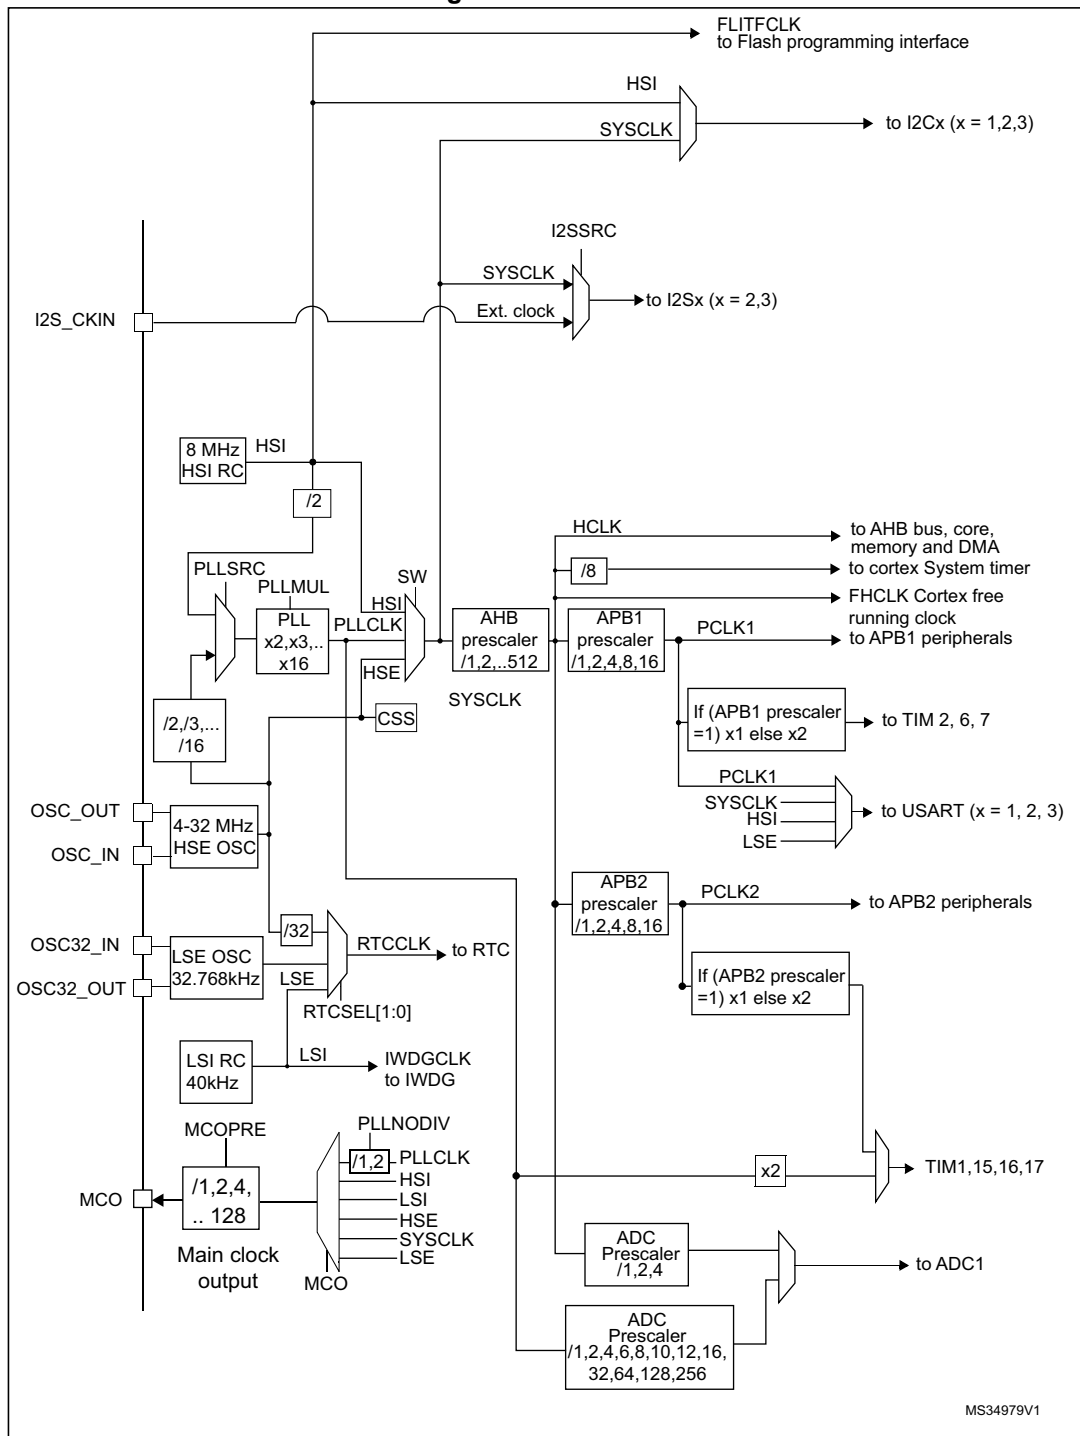 FLITFCLK
to Flash programming interface
HSI
SYSCLK
to I2Cx (x = 1,2,3)
I2SSRC
SYSCLK
to I2Sx (x = 2,3)
I2S_CKIN
Ext. clock
8 MHz
HSI RC
HSI
/2
HCLK
to AHB bus, core,
memory and DMA
/8
to cortex System timer
PLLSRC
PLLMUL
SW
HSI
FHCLK Cortex free
running clock
PLL
x2,x3,..
x16
PLLCLK
HSE
AHB
prescaler
/1,2,..512
APB1
prescaler
/1,2,4,8,16
PCLK1
to APB1 peripherals
SYSCLK
/2,/3,...
/16
CSS
If (APB1 prescaler
=1) x1 else x2
to TIM 2, 6, 7
PCLK1
SYSCLK
HSI
LSE
to USART (x = 1, 2, 3)
OSC_OUT
OSC_IN
4-32 MHz
HSE OSC
APB2
prescaler
/1,2,4,8,16
PCLK2
to APB2 peripherals
/32
OSC32_IN
OSC32_OUT
LSE OSC
32.768kHz
LSE
RTCCLK
to RTC
RTCSEL[1:0]
If (APB2 prescaler
=1) x1 else x2
LSI RC
40kHz
LSI
IWDGCLK
to IWDG
MCOPRE
PLLNODIV
/1,2
PLLCLK
HSI
LSI
HSE
SYSCLK
LSE
MCO
/1,2,4,
.. 128
Main clock
output
MCO
x2
TIM1,15,16,17
ADC
Prescaler
/1,2,4
to ADC1
ADC
Prescaler
/1,2,4,6,8,10,12,16,
32,64,128,256
MS34979V1